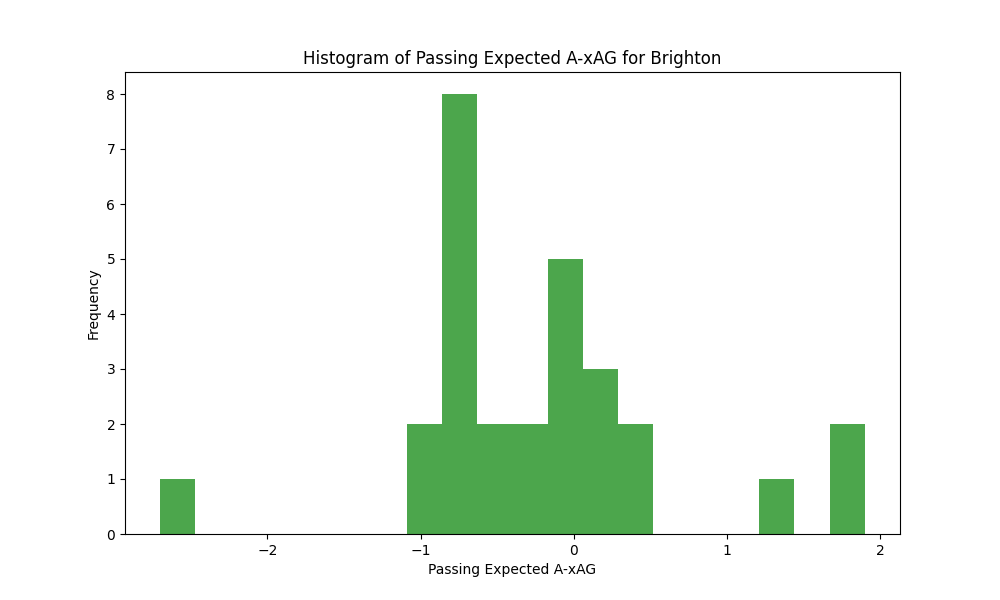 Histogram of Passing Expected A-xAG for Brighton
8
7
6
5
4
3
2
1
0
Frequency
−2 −1 0 1 2
Passing Expected A-xAG